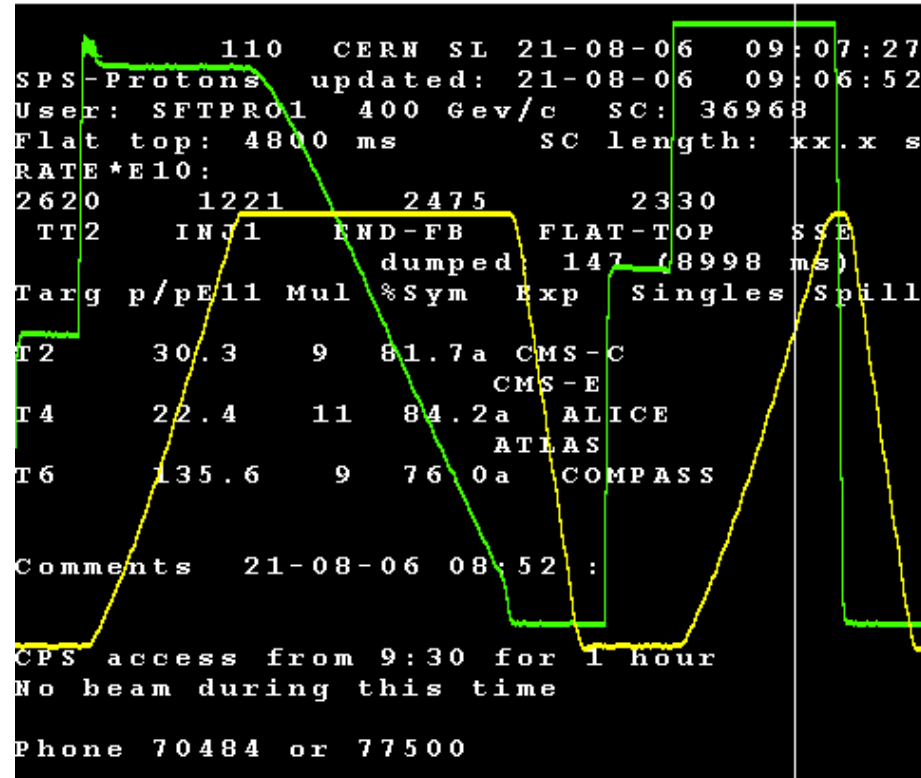 110 CERN SL 21-08-06 09:07:27
SPS-Protons updated: 21-08-06 09:06:52
User: SFTPRO1 400 Gev/c SC: 36968
Flat top: 4800 ms SC length: xx.x s
RATE*E10:
2620 1221 2475 2330
TT2 INJ1 END-FB FLAT-TOP SSE
dumped: 147 (8998 ms)
Targ p/pE11 Mul %Sym Exp Singles Spill
T2 30.3 9 81.7a CMS-C
CMS-E
T4 22.4 11 84.2a ALICE
ATLAS
T6 135.6 9 76.0a COMPASS
Comments 21-08-06 08:52 :
CPS access from 9:30 for 1 hour
No beam during this time
Phone 70484 or 77500